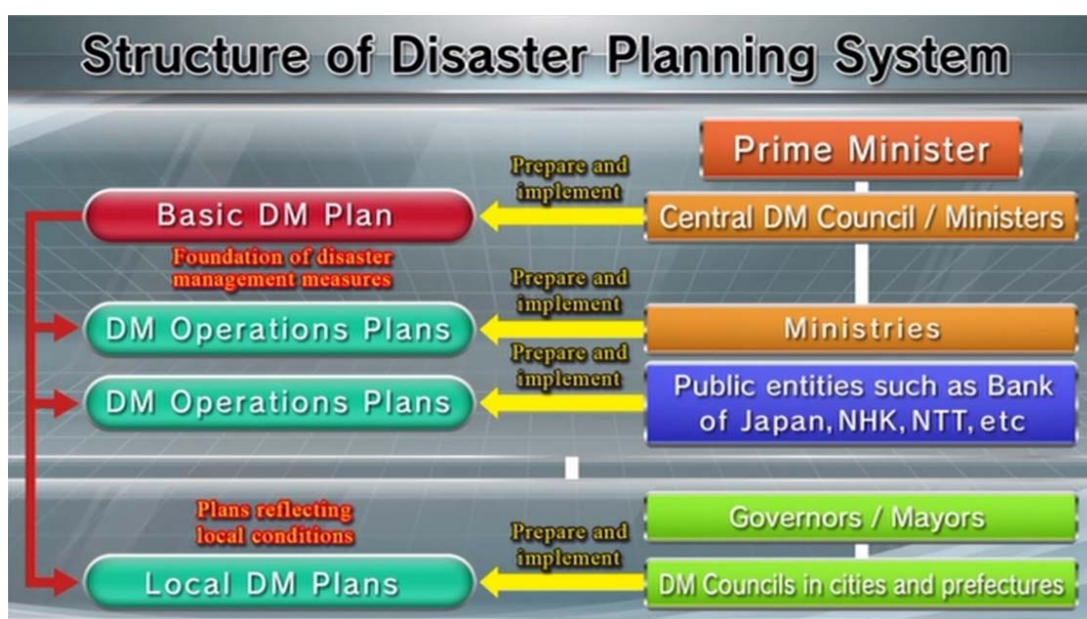 Structure of Disaster Planning System
Prime Minister
Prepare and
implement
Basic DM Plan
Central DM Council / Ministers
Foundation of disaster
management measures
Prepare and
implement
DM Operations Plans
Ministries
Prepare and
implement
DM Operations Plans
Public entities such as Bank
of Japan, NHK, NTT, etc
Plans reflecting
local conditions
Governors / Mayors
Prepare and
implement
Local DM Plans
DM Councils in cities and prefectures